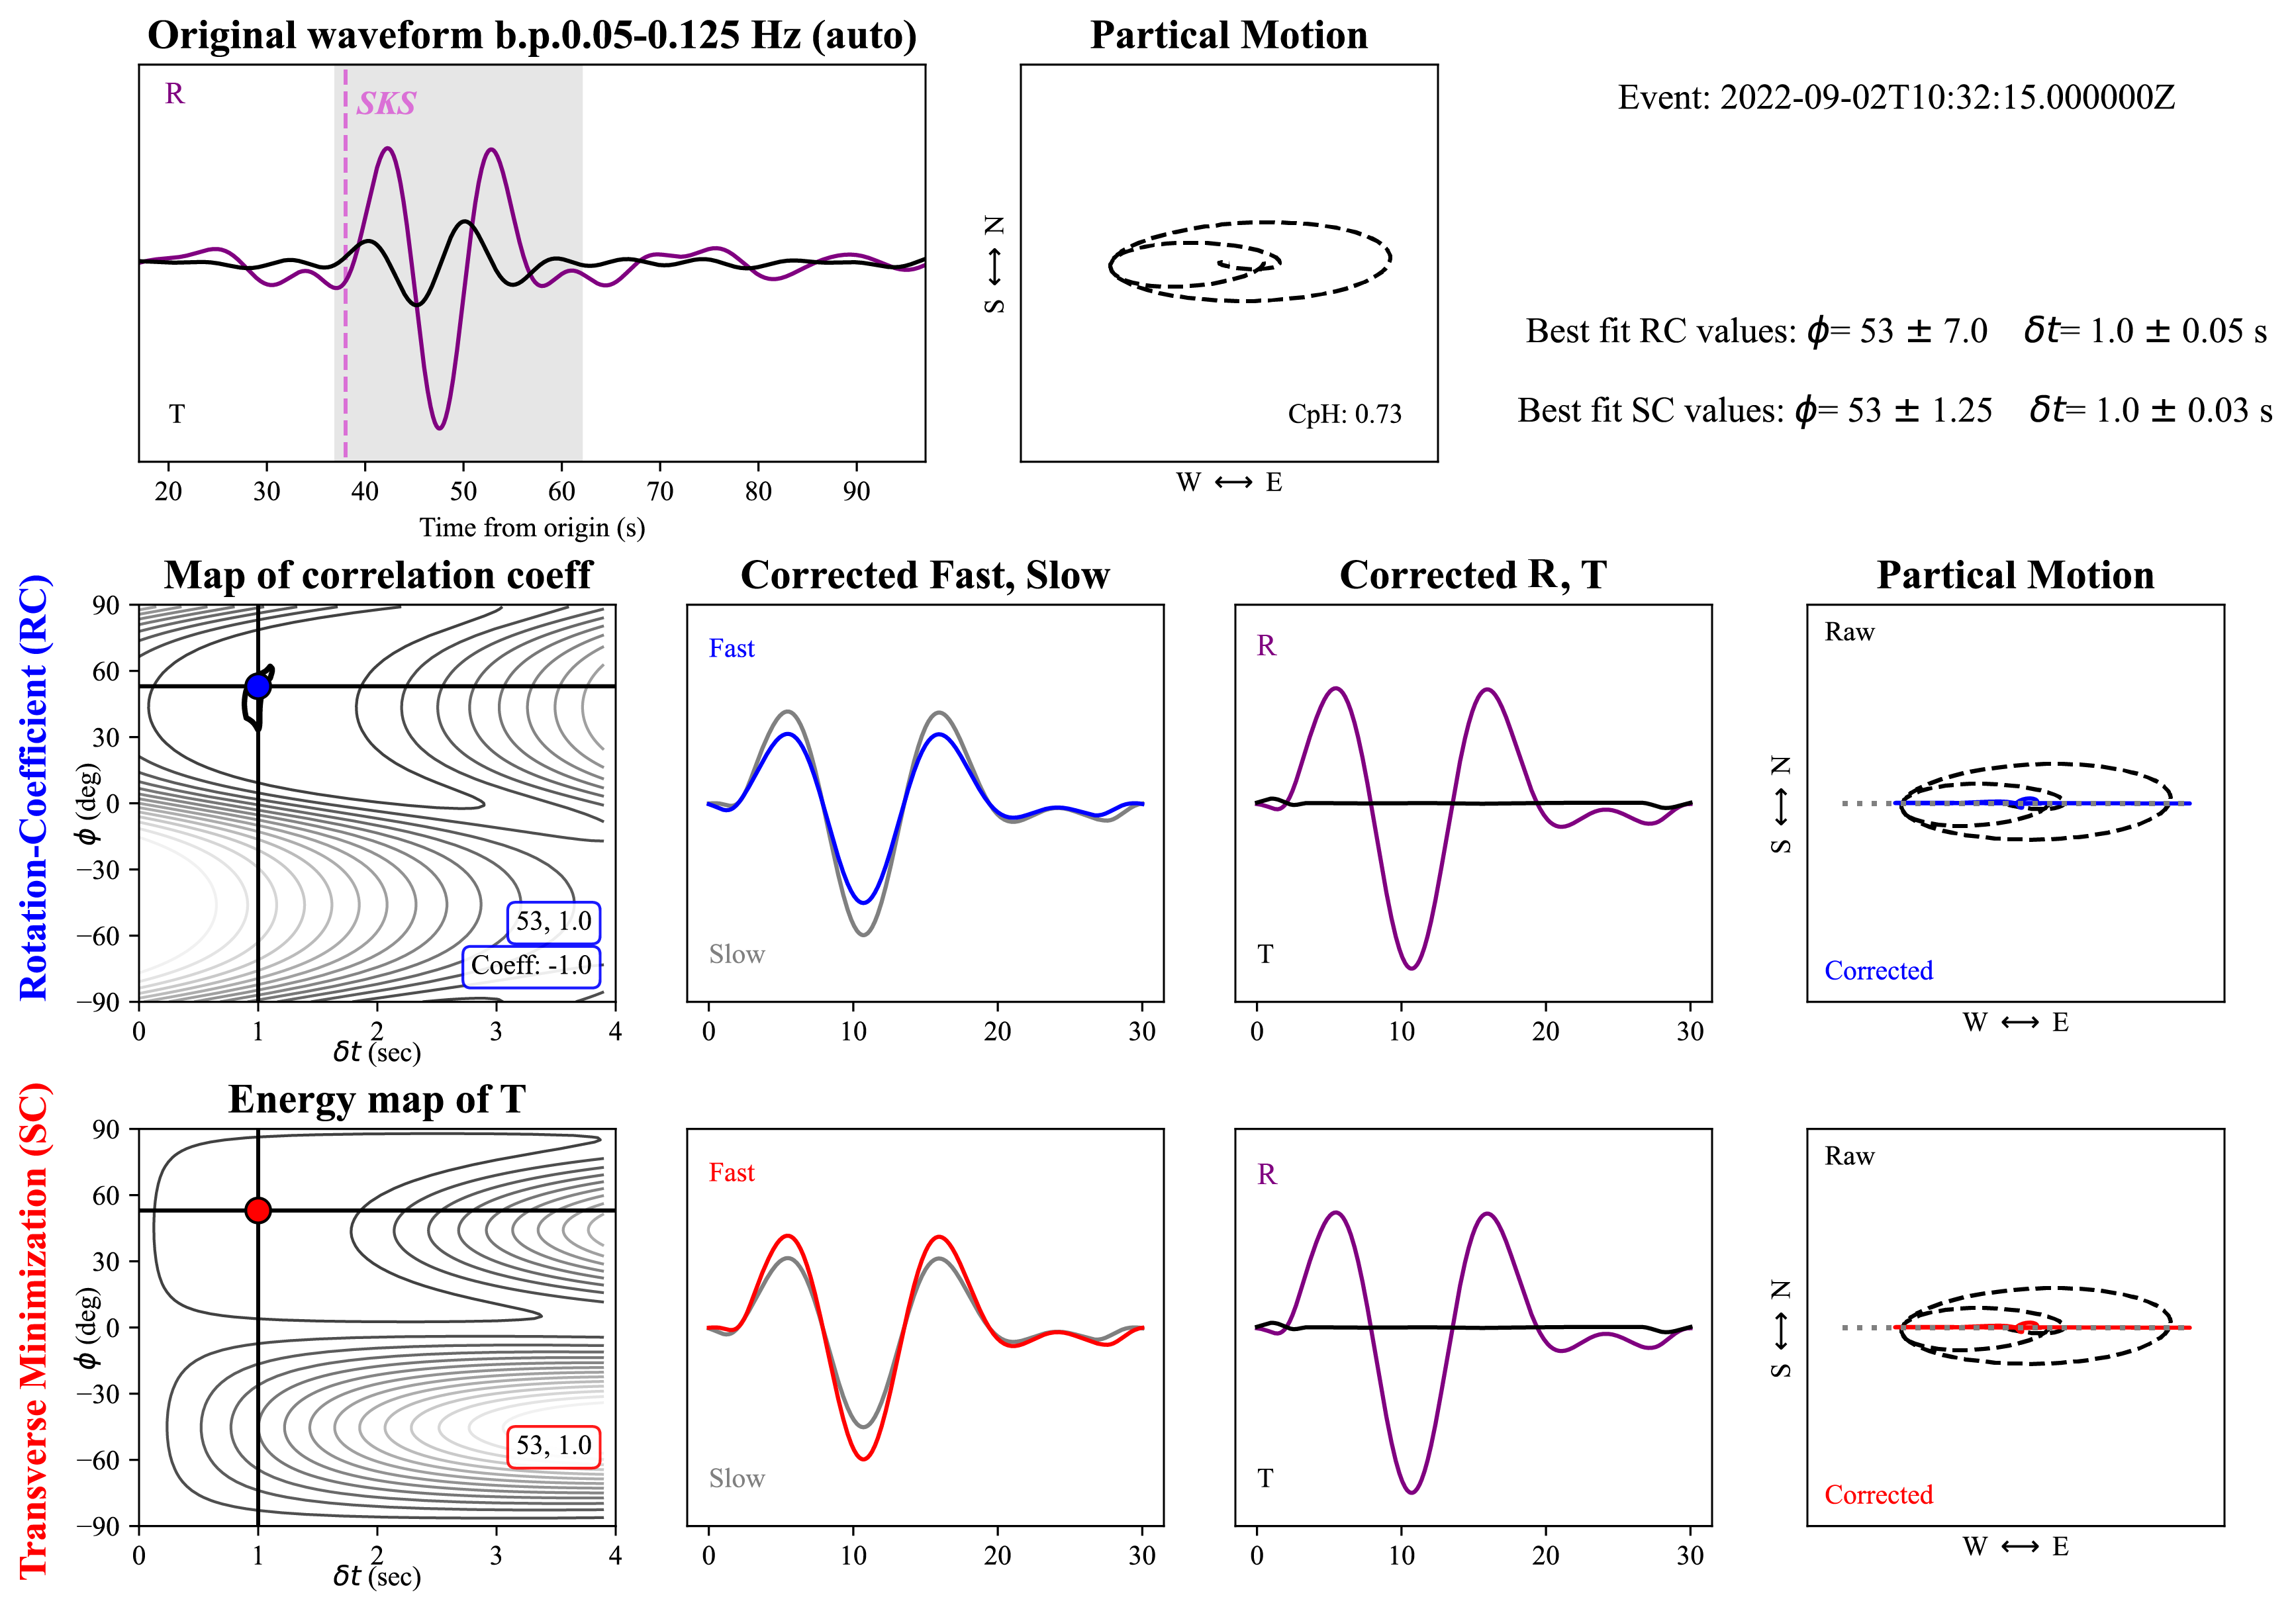 Original waveform b.p.0.05-0.125 Hz (auto)
R
SKS
T
20 30 40 50 60 70 80 90
Time from origin (s)
Partical Motion
S ⟷ N
CpH: 0.73
W ⟷ E
Event: 2022-09-02T10:32:15.000000Z
Best fit RC values: ϕ= 53 ± 7.0 δt= 1.0 ± 0.05 s
Best fit SC values: ϕ= 53 ± 1.25 δt= 1.0 ± 0.03 s
Rotation-Coefficient (RC)
Map of correlation coeff
90
60
30
0
−30
−60
−90
ϕ (deg)
53, 1.0
Coeff: -1.0
0 1 2 3 4
δt (sec)
Corrected Fast, Slow
Fast
Slow
0 10 20 30
Corrected R, T
R
T
0 10 20 30
Partical Motion
Raw
S ⟷ N
Corrected
W ⟷ E
Transverse Minimization (SC)
Energy map of T
90
60
30
0
−30
−60
−90
ϕ (deg)
53, 1.0
0 1 2 3 4
δt (sec)
Fast
Slow
0 10 20 30
R
T
0 10 20 30
Raw
S ⟷ N
Corrected
W ⟷ E